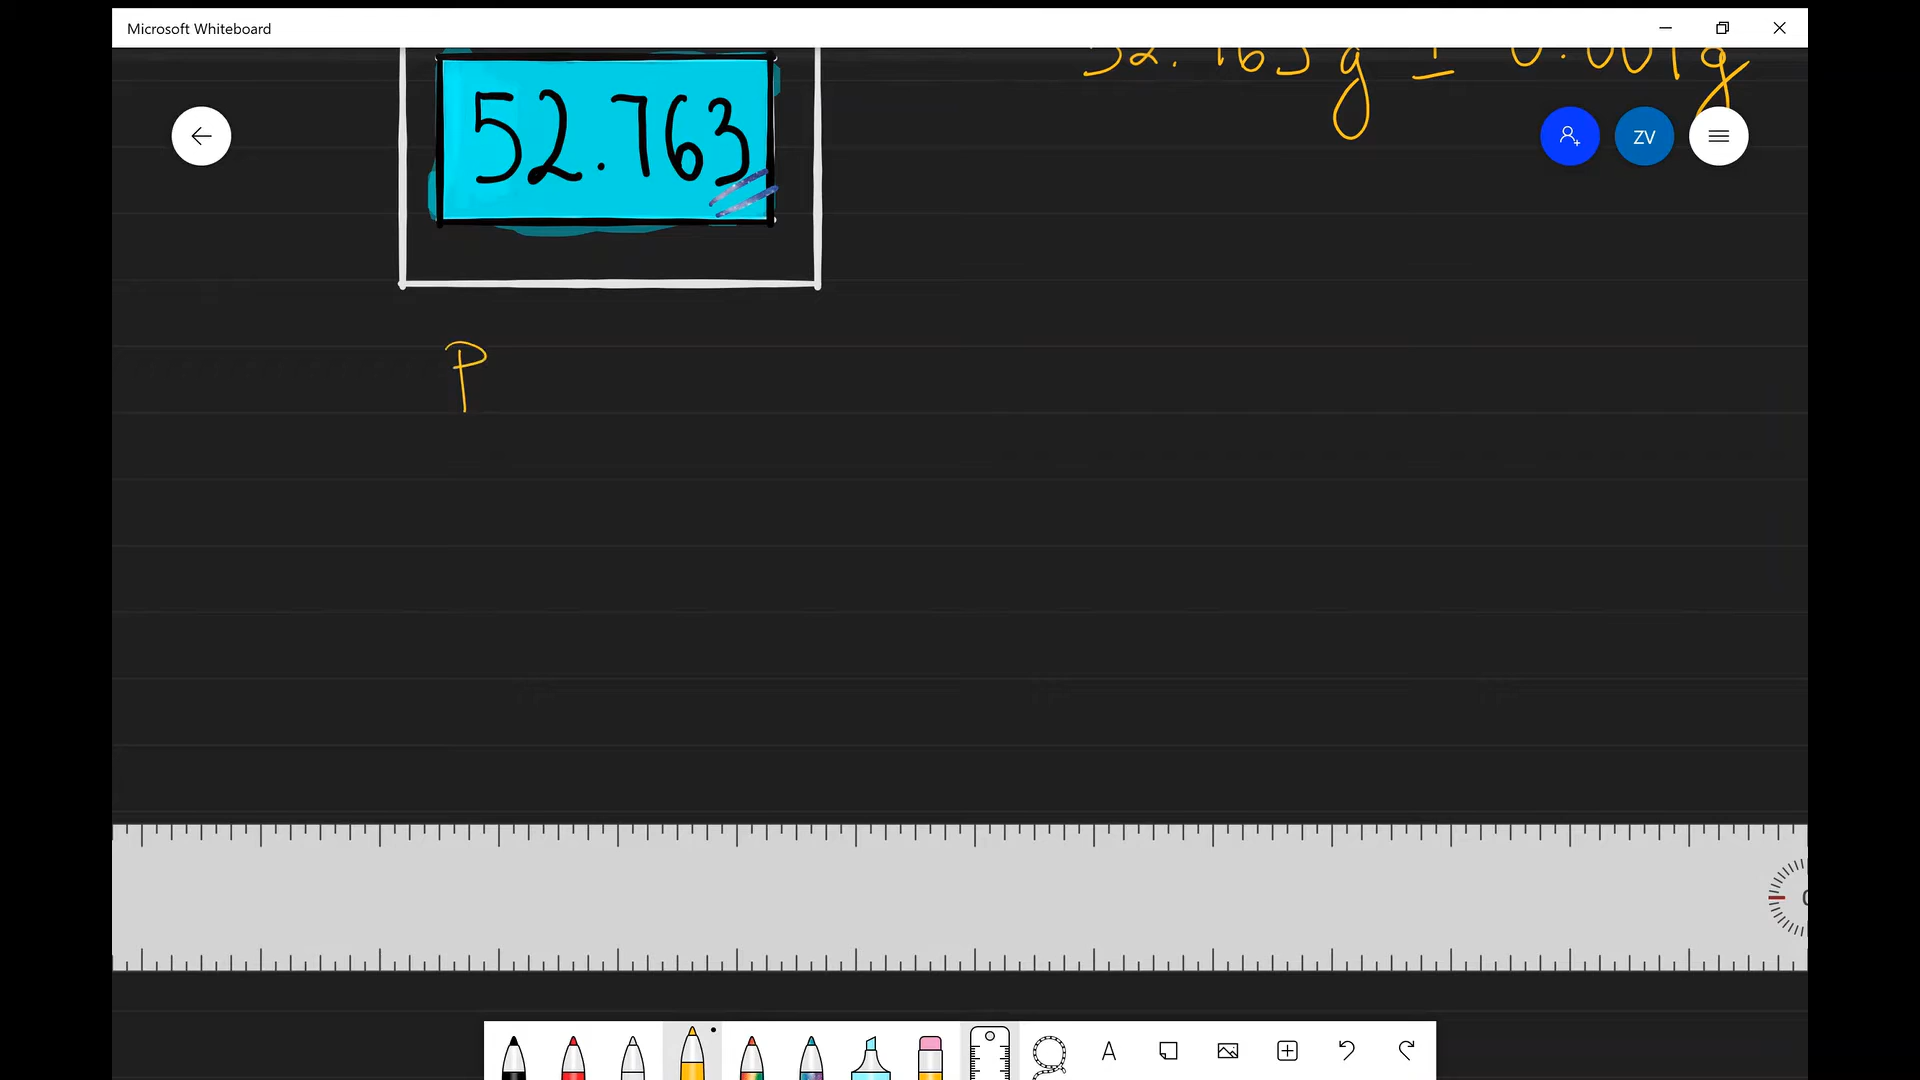 Microsoft Whiteboard
52.763 g ± 0.001g
52.763
ZV
P
A